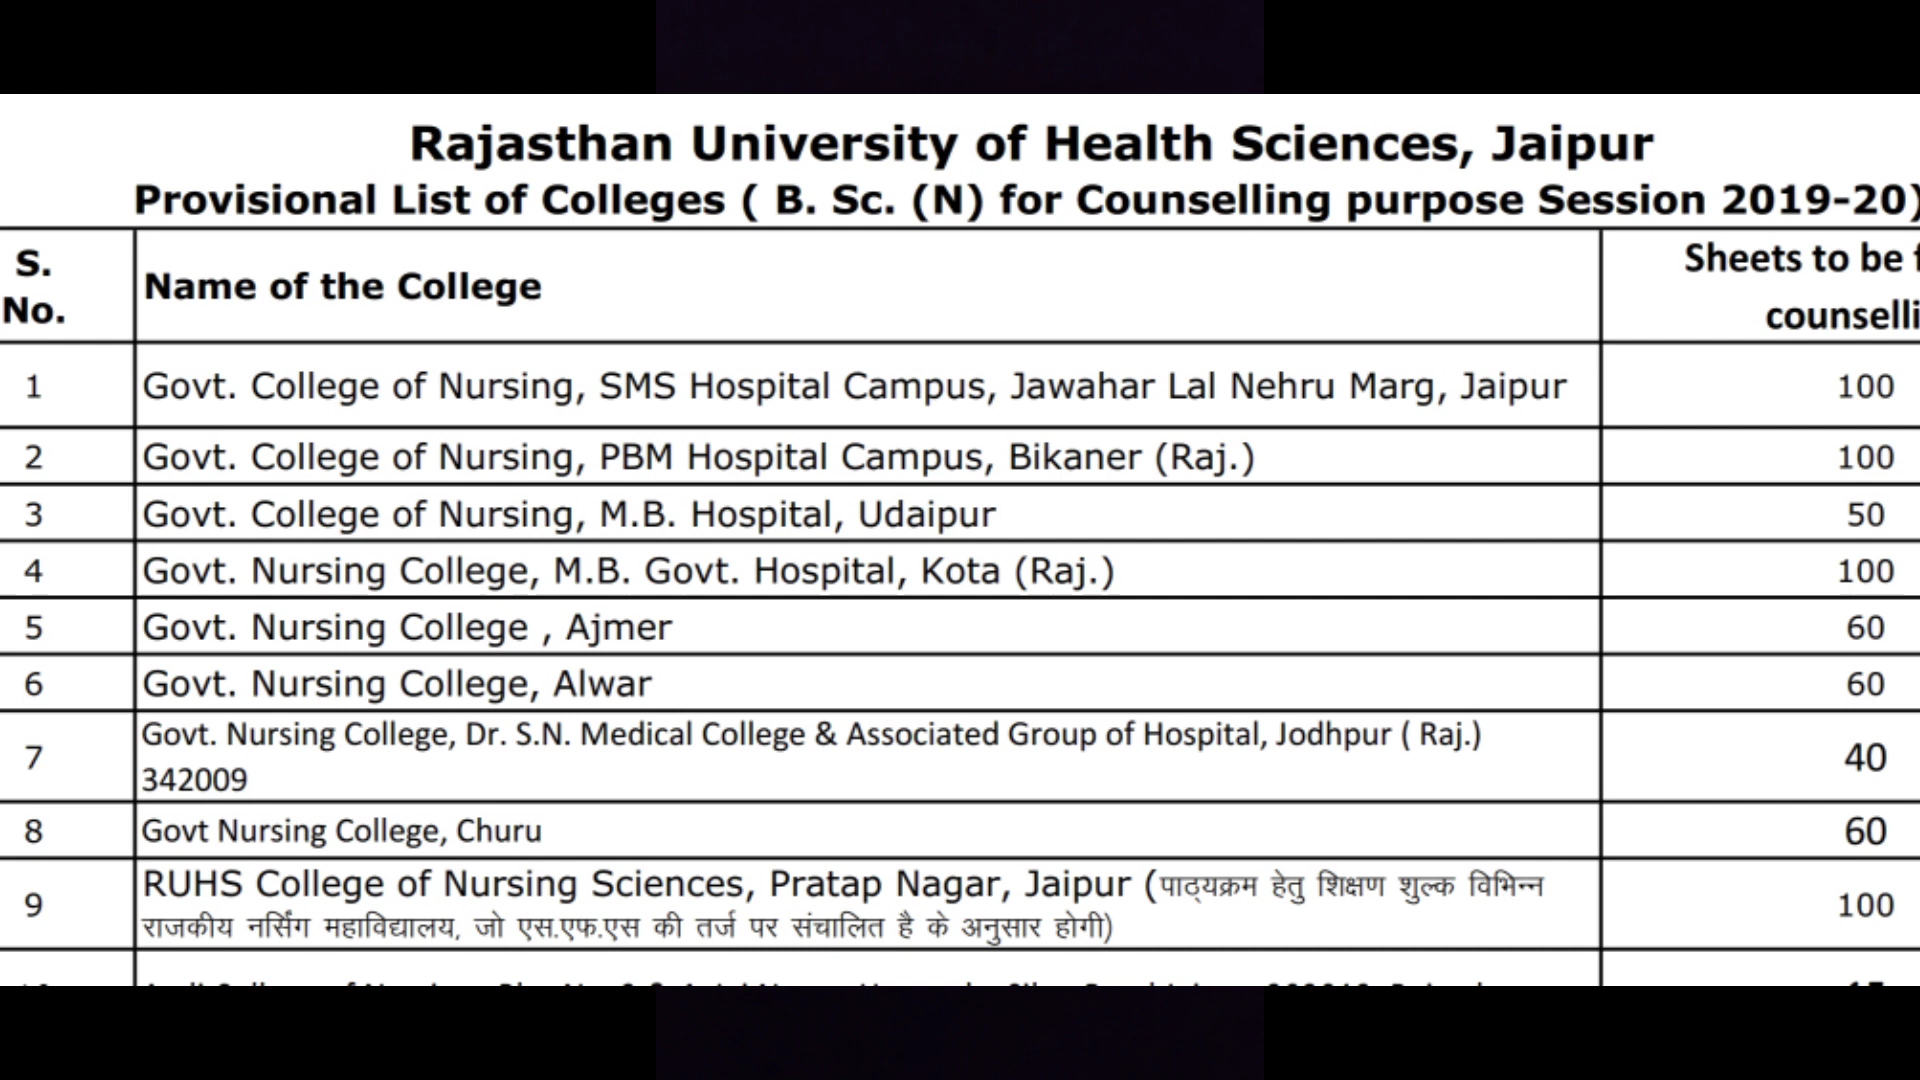 Rajasthan University of Health Sciences, Jaipur
Provisional List of Colleges ( B. Sc. (N) for Counselling purpose Session 2019-20)
S. No. Name of the College Sheets to be counselli
1 Govt. College of Nursing, SMS Hospital Campus, Jawahar Lal Nehru Marg, Jaipur 100
2 Govt. College of Nursing, PBM Hospital Campus, Bikaner (Raj.) 100
3 Govt. College of Nursing, M.B. Hospital, Udaipur 50
4 Govt. Nursing College, M.B. Govt. Hospital, Kota (Raj.) 100
5 Govt. Nursing College , Ajmer 60
6 Govt. Nursing College, Alwar 60
7 Govt. Nursing College, Dr. S.N. Medical College & Associated Group of Hospital, Jodhpur ( Raj.)
342009 40
8 Govt Nursing College, Churu 60
9 RUHS College of Nursing Sciences, Pratap Nagar, Jaipur (पाठ्यक्रम हेतु शिक्षण शुल्क विभिन्न
राजकीय नर्सिंग महाविद्यालय, जो एस.एफ.एस की तर्ज पर संचालित है के अनुसार होगी) 100